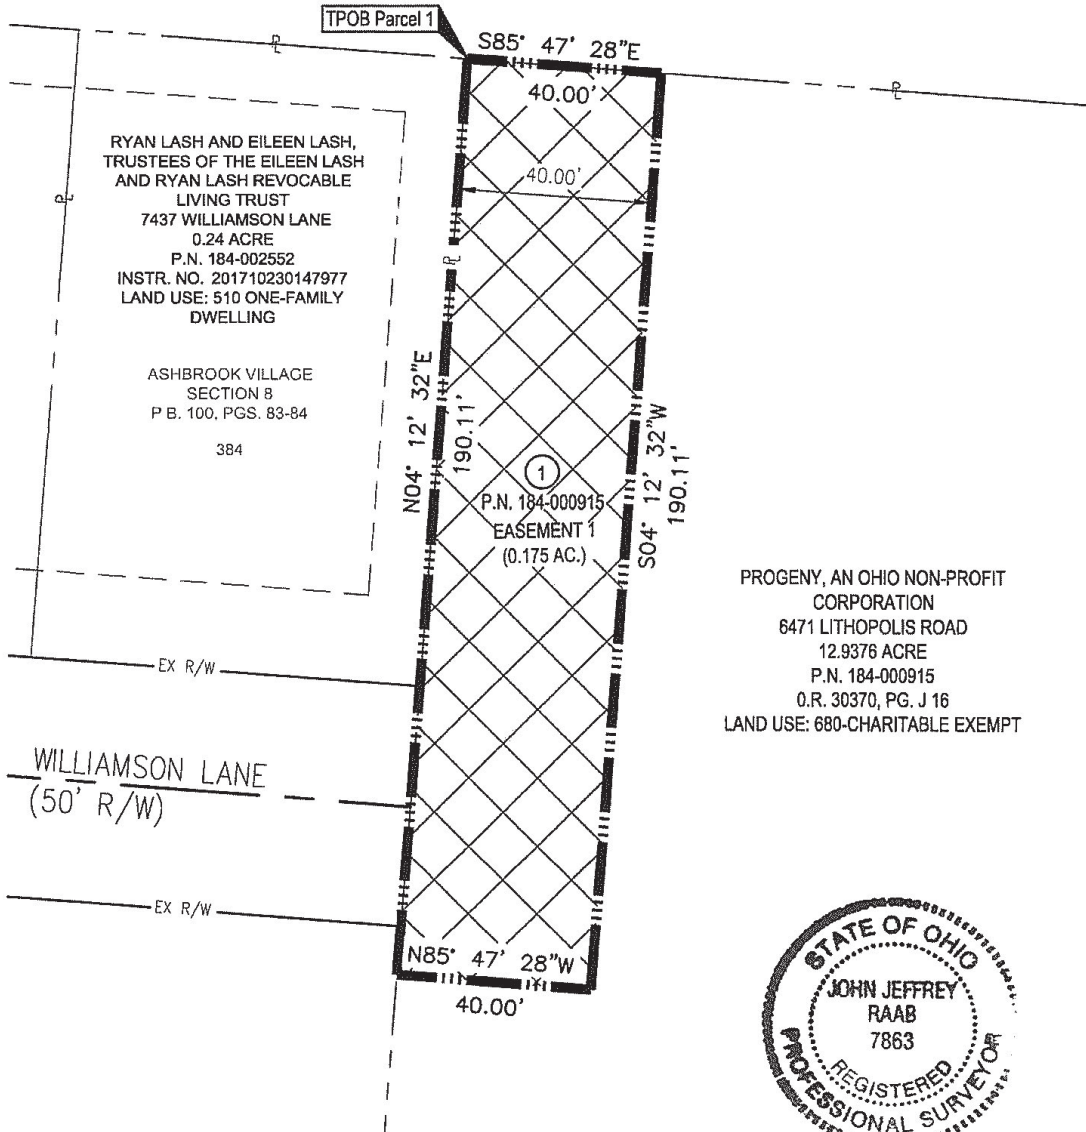 TPOB Parcel 1
S85° 47' 28"E
40.00'
40.00'
RYAN LASH AND EILEEN LASH,
TRUSTEES OF THE EILEEN LASH
AND RYAN LASH REVOCABLE
LIVING TRUST
7437 WILLIAMSON LANE
0.24 ACRE
P.N. 184-002552
INSTR. NO. 201710230147977
LAND USE: 510 ONE-FAMILY
DWELLING
ASHBROOK VILLAGE
SECTION 8
P B. 100, PGS. 83-84
384
PL
PL
PL
PL
N04° 12' 32"E
190.11'
S04° 12' 32"W
190.11'
1
P.N. 184-000915
EASEMENT 1
(0.175 AC.)
PROGENY, AN OHIO NON-PROFIT
CORPORATION
6471 LITHOPOLIS ROAD
12.9376 ACRE
P.N. 184-000915
O.R. 30370, PG. J 16
LAND USE: 680-CHARITABLE EXEMPT
EX R/W
WILLIAMSON LANE
(50' R/W)
EX R/W
N85° 47' 28"W
40.00'
STATE OF OHIO
JOHN JEFFREY
RAAB
7863
REGISTERED
PROFESSIONAL SURVEYOR